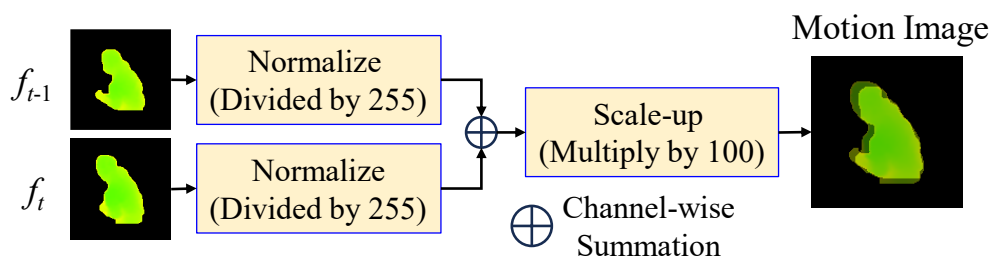 Motion Image
f_{t-1}
Normalize
(Divided by 255)
Scale-up
(Multiply by 100)
f_t
Normalize
(Divided by 255)
Channel-wise
Summation